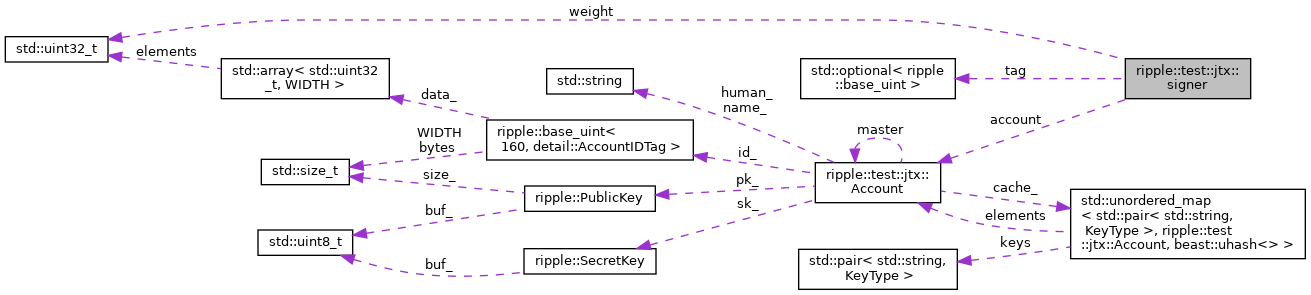 weight
std::uint32_t
elements
std::array< std::uint32
_t, WIDTH >
std::string
std::optional< ripple
::base_uint >
tag
ripple::test::jtx::
signer
data_
human_
name_
account
WIDTH
bytes
ripple::base_uint<
160, detail::AccountIDTag >
master
id_
std::size_t
size_
ripple::PublicKey
pk_
ripple::test::jtx::
Account
cache_
std::unordered_map
< std::pair< std::string,
KeyType >, ripple::test
::jtx::Account, beast::uhash<> >
sk_
elements
buf_
std::uint8_t
keys
buf_
ripple::SecretKey
std::pair< std::string,
KeyType >